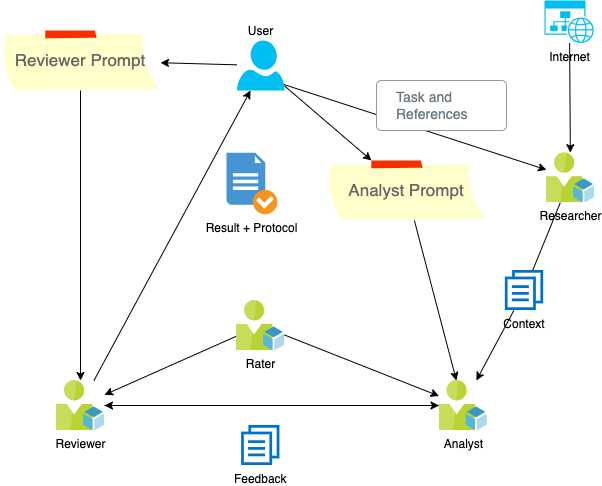 User
Reviewer Prompt
Internet
Task and
References
Analyst Prompt
Researcher
Result + Protocol
Context
Rater
Reviewer
Analyst
Feedback